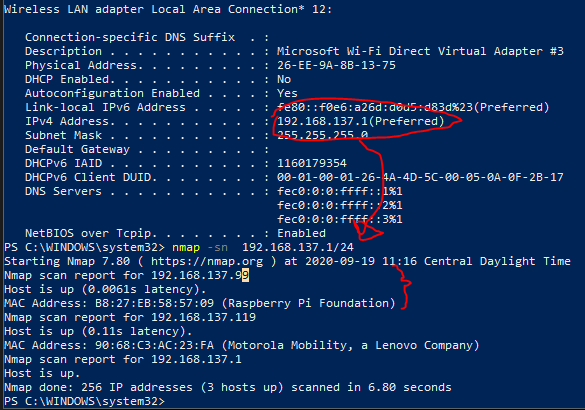 Wireless LAN adapter Local Area Connection* 12:
Connection-specific DNS Suffix  . :
Description . . . . . . . . . . . : Microsoft Wi-Fi Direct Virtual Adapter #3
Physical Address. . . . . . . . . : 26-EE-9A-8B-13-75
DHCP Enabled. . . . . . . . . . . : No
Autoconfiguration Enabled . . . . : Yes
Link-local IPv6 Address . . . . . : fe80::f0e6:a26d:d0d5:d83d%23(Preferred)
IPv4 Address. . . . . . . . . . . : 192.168.137.1(Preferred)
Subnet Mask . . . . . . . . . . . : 255.255.255.0
Default Gateway . . . . . . . . . :
DHCPv6 IAID . . . . . . . . . . . : 1160179354
DHCPv6 Client DUID. . . . . . . . : 00-01-00-01-26-4A-4D-5C-00-05-0A-0F-2B-17
DNS Servers . . . . . . . . . . . : fec0:0:0:ffff::1%1
fec0:0:0:ffff::2%1
fec0:0:0:ffff::3%1
NetBIOS over Tcpip. . . . . . . . : Enabled
PS C:\WINDOWS\system32> nmap -sn  192.168.137.1/24
Starting Nmap 7.80 ( https://nmap.org ) at 2020-09-19 11:16 Central Daylight Time
Nmap scan report for 192.168.137.99
Host is up (0.0061s latency).
MAC Address: B8:27:EB:58:57:09 (Raspberry Pi Foundation)
Nmap scan report for 192.168.137.119
Host is up (0.11s latency).
MAC Address: 90:68:C3:AC:23:FA (Motorola Mobility, a Lenovo Company)
Nmap scan report for 192.168.137.1
Host is up.
Nmap done: 256 IP addresses (3 hosts up) scanned in 6.80 seconds
PS C:\WINDOWS\system32>